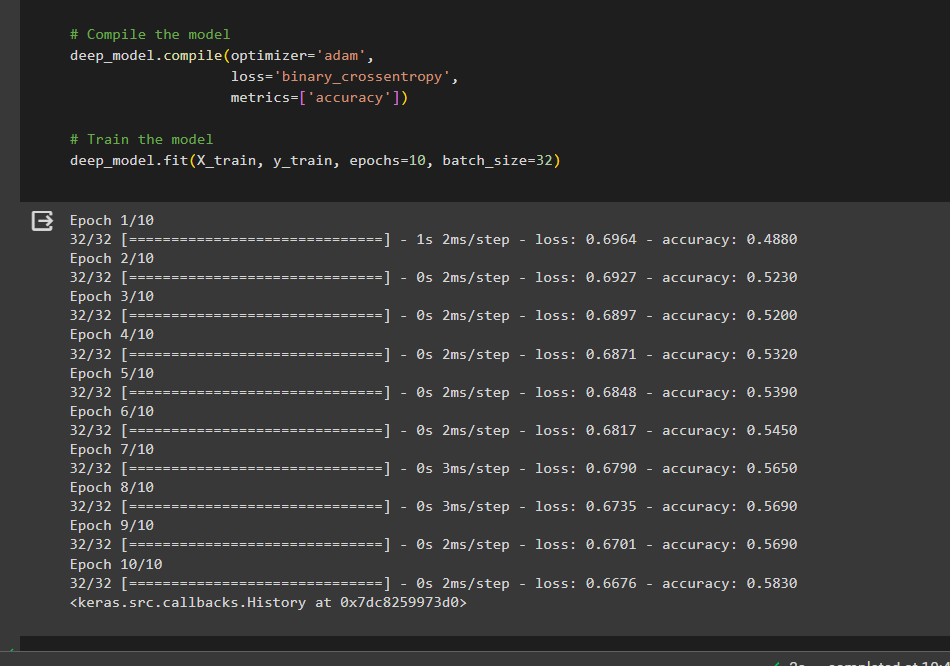 # Compile the model
deep_model.compile(optimizer='adam',
loss='binary_crossentropy',
metrics=['accuracy'])
# Train the model
deep_model.fit(X_train, y_train, epochs=10, batch_size=32)
Epoch 1/10
32/32 [==============================] - 1s 2ms/step - loss: 0.6964 - accuracy: 0.4880
Epoch 2/10
32/32 [==============================] - 0s 2ms/step - loss: 0.6927 - accuracy: 0.5230
Epoch 3/10
32/32 [==============================] - 0s 2ms/step - loss: 0.6897 - accuracy: 0.5200
Epoch 4/10
32/32 [==============================] - 0s 2ms/step - loss: 0.6871 - accuracy: 0.5320
Epoch 5/10
32/32 [==============================] - 0s 2ms/step - loss: 0.6848 - accuracy: 0.5390
Epoch 6/10
32/32 [==============================] - 0s 2ms/step - loss: 0.6817 - accuracy: 0.5450
Epoch 7/10
32/32 [==============================] - 0s 3ms/step - loss: 0.6790 - accuracy: 0.5650
Epoch 8/10
32/32 [==============================] - 0s 3ms/step - loss: 0.6735 - accuracy: 0.5690
Epoch 9/10
32/32 [==============================] - 0s 2ms/step - loss: 0.6701 - accuracy: 0.5690
Epoch 10/10
32/32 [==============================] - 0s 2ms/step - loss: 0.6676 - accuracy: 0.5830
<keras.src.callbacks.History at 0x7dc8259973d0>
completed at